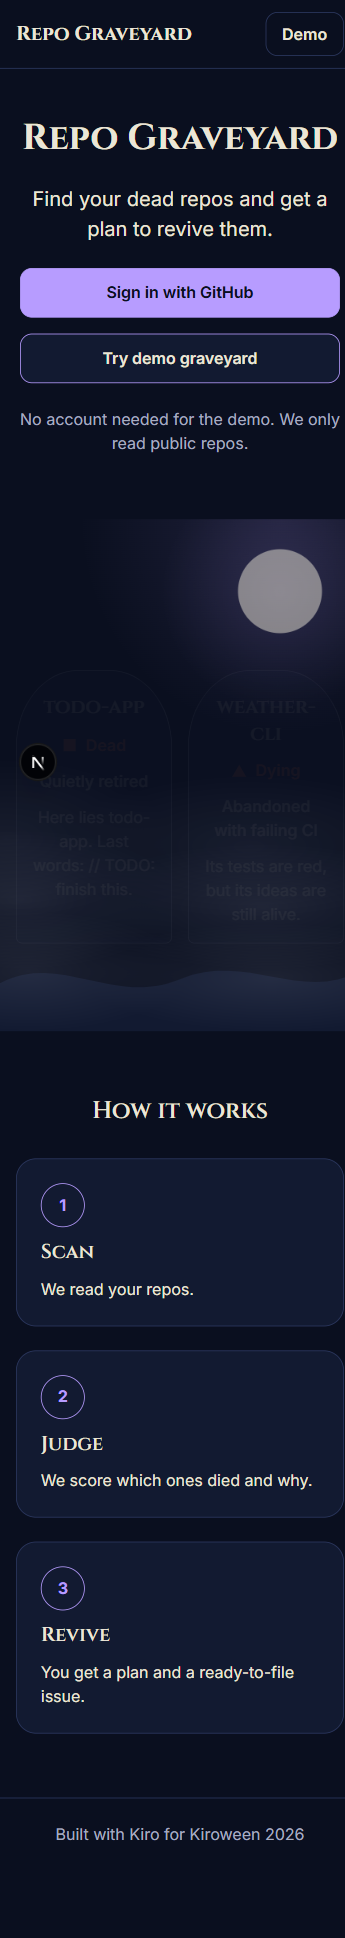 Repo Graveyard
Demo
Repo Graveyard
Find your dead repos and get a
plan to revive them.
Sign in with GitHub
Try demo graveyard
No account needed for the demo. We only
read public repos.
TODO-APP
Dead
Quietly retired
Here lies todo-
app. Last
words: // TODO:
finish this.
WEATHER-
CLI
Dying
Abandoned
with failing CI
Its tests are red,
but its ideas are
still alive.
N
How it works
1
Scan
We read your repos.
2
Judge
We score which ones died and why.
3
Revive
You get a plan and a ready-to-file
issue.
Built with Kiro for Kiroween 2026